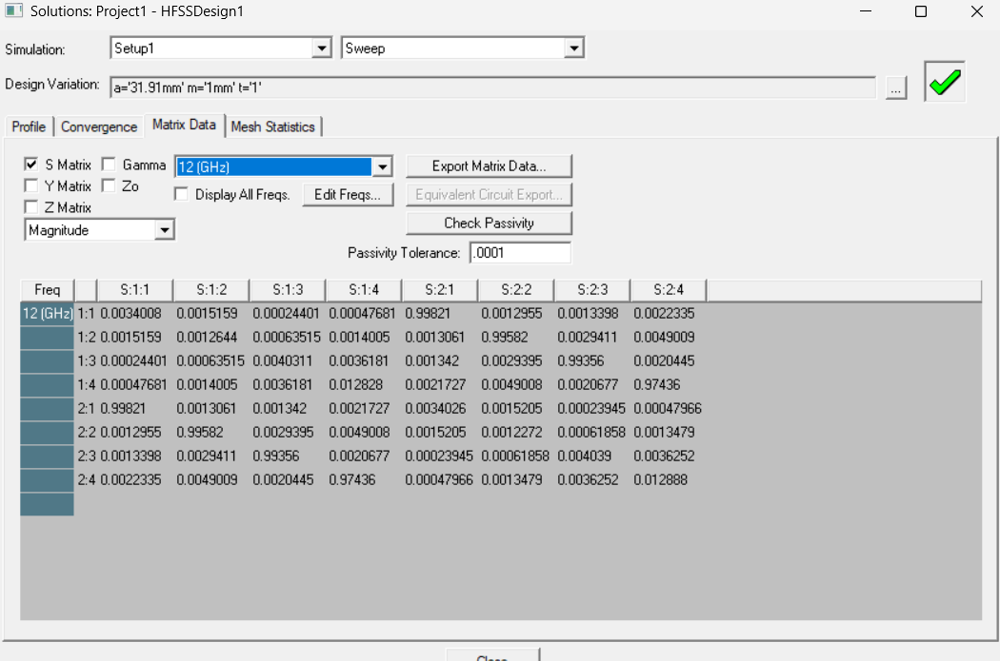 Solutions: Project1 - HFSSDesign1
Simulation: Setup1 Sweep
Design Variation: a='31.91mm' m='1mm' t='1' ...
Profile Convergence Matrix Data Mesh Statistics
S Matrix Gamma 12 (GHz) Export Matrix Data...
Y Matrix Zo Display All Freqs. Edit Freqs... Equivalent Circuit Export...
Z Matrix
Magnitude Check Passivity
Passivity Tolerance: .0001
Freq S:1:1 S:1:2 S:1:3 S:1:4 S:2:1 S:2:2 S:2:3 S:2:4
12 (GHz) 1:1 0.0034008 0.0015159 0.00024401 0.00047681 0.99821 0.0012955 0.0013398 0.0022335
1:2 0.0015159 0.0012644 0.00063515 0.0014005 0.0013061 0.99582 0.0029411 0.0049009
1:3 0.00024401 0.00063515 0.0040311 0.0036181 0.001342 0.0029395 0.99356 0.0020445
1:4 0.00047681 0.0014005 0.0036181 0.012828 0.0021727 0.0049008 0.0020677 0.97436
2:1 0.99821 0.0013061 0.001342 0.0021727 0.0034026 0.0015205 0.00023945 0.00047966
2:2 0.0012955 0.99582 0.0029395 0.0049008 0.0015205 0.0012272 0.00061858 0.0013479
2:3 0.0013398 0.0029411 0.99356 0.0020677 0.00023945 0.00061858 0.004039 0.0036252
2:4 0.0022335 0.0049009 0.0020445 0.97436 0.00047966 0.0013479 0.0036252 0.012888
Close